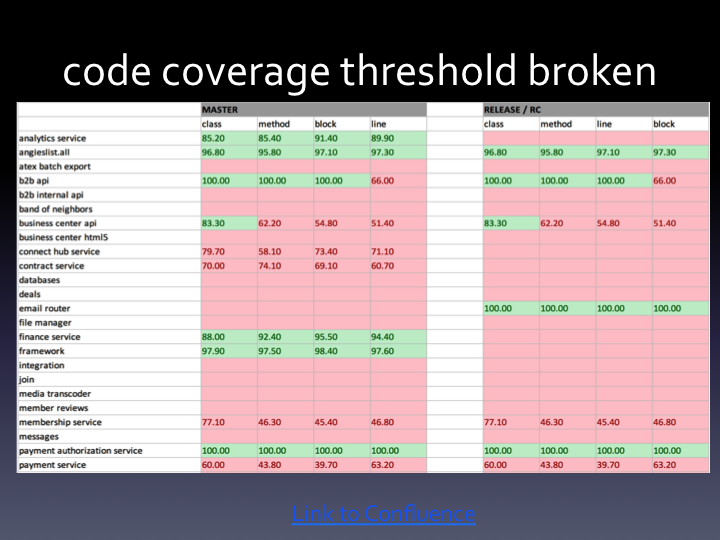 code coverage threshold broken
MASTER RELEASE / RC
class method block line class method line block
analytics service 85.20 85.40 91.40 89.90
angieslist.all 96.80 95.80 97.10 97.30 96.80 95.80 97.10 97.30
atex batch export
b2b api 100.00 100.00 100.00 66.00 100.00 100.00 100.00 66.00
b2b internal api
band of neighbors
business center api 83.30 62.20 54.80 51.40 83.30 62.20 54.80 51.40
business center html5
connect hub service 79.70 58.10 73.40 71.10
contract service 70.00 74.10 69.10 60.70
databases
deals
email router 100.00 100.00 100.00 100.00
file manager
finance service 88.00 92.40 95.50 94.40
framework 97.90 97.50 98.40 97.60
integration
join
media transcoder
member reviews
membership service 77.10 46.30 45.40 46.80 77.10 46.30 45.40 46.80
messages
payment authorization service 100.00 100.00 100.00 100.00 100.00 100.00 100.00 100.00
payment service 60.00 43.80 39.70 63.20 60.00 43.80 39.70 63.20
Link to Confluence